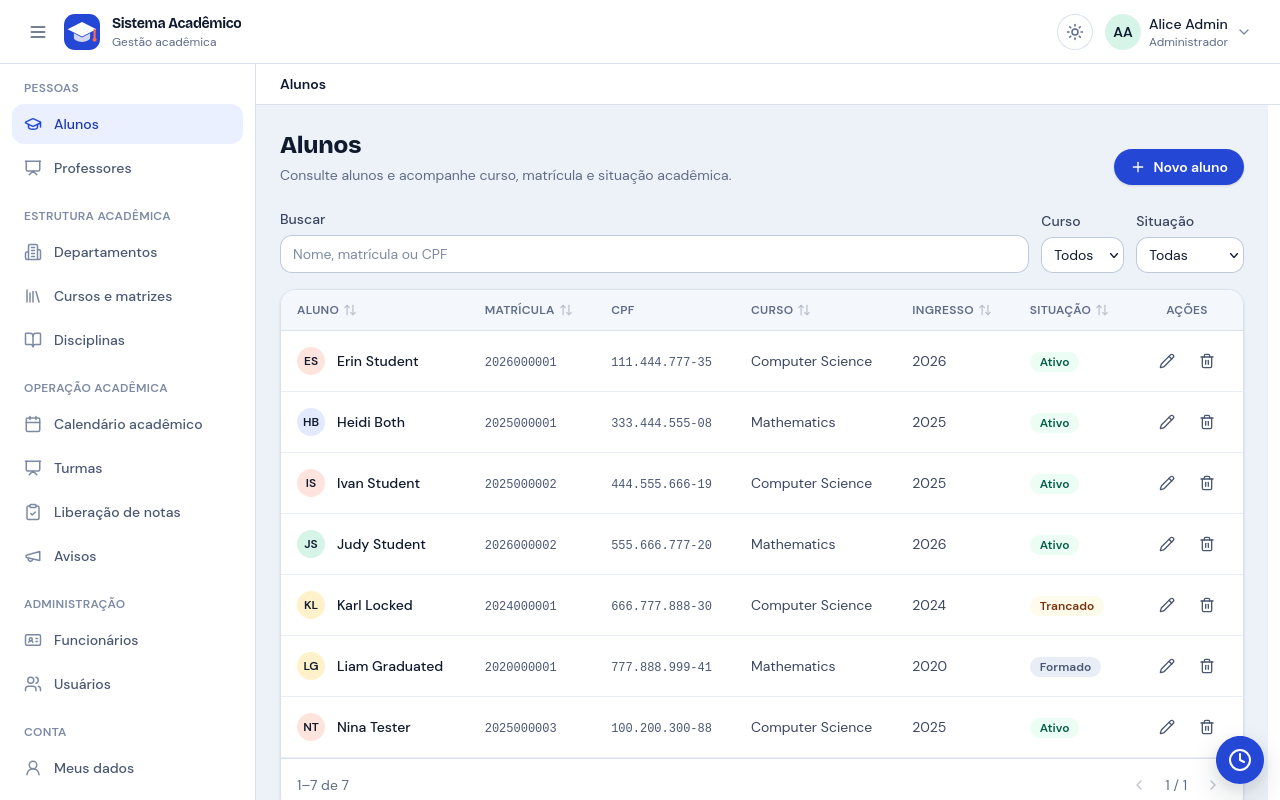 Sistema Acadêmico
Gestão acadêmica
AA
Alice Admin
Administrador
PESSOAS
Alunos
Professores
ESTRUTURA ACADÊMICA
Departamentos
Cursos e matrizes
Disciplinas
OPERAÇÃO ACADÊMICA
Calendário acadêmico
Turmas
Liberação de notas
Avisos
ADMINISTRAÇÃO
Funcionários
Usuários
CONTA
Meus dados
Alunos
Alunos
Consulte alunos e acompanhe curso, matrícula e situação acadêmica.
Novo aluno
Buscar
Nome, matrícula ou CPF
Curso
Todos
Situação
Todas
ALUNO MATRÍCULA CPF CURSO INGRESSO SITUAÇÃO AÇÕES
ES Erin Student 2026000001 111.444.777-35 Computer Science 2026 Ativo
HB Heidi Both 2025000001 333.444.555-08 Mathematics 2025 Ativo
IS Ivan Student 2025000002 444.555.666-19 Computer Science 2025 Ativo
JS Judy Student 2026000002 555.666.777-20 Mathematics 2026 Ativo
KL Karl Locked 2024000001 666.777.888-30 Computer Science 2024 Trancado
LG Liam Graduated 2020000001 777.888.999-41 Mathematics 2020 Formado
NT Nina Tester 2025000003 100.200.300-88 Computer Science 2025 Ativo
1–7 de 7
1 / 1